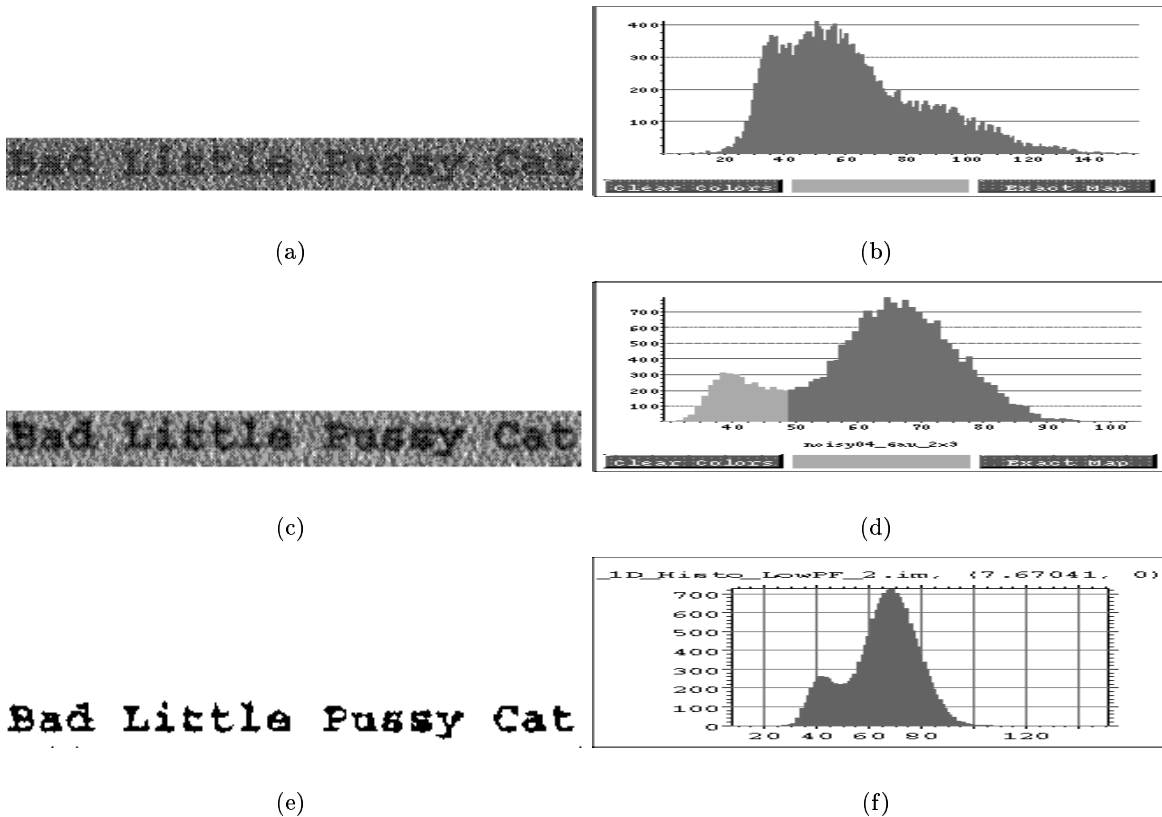 400
300
200
100
20 40 60 80 100 120 140
Clear Colors Exact Map
Bad Little Pussy Cat
(a) (b)
700
600
500
400
300
200
100
40 50 60 70 80 90 100
noisy04_6av_2x3
Clear Colors Exact Map
Bad Little Pussy Cat
(c) (d)
_1D_Histo_LowPF_2.im, (7.67041, 0)
700
600
500
400
300
200
100
0
20 40 60 80 120
Bad Little Pussy Cat
(e) (f)